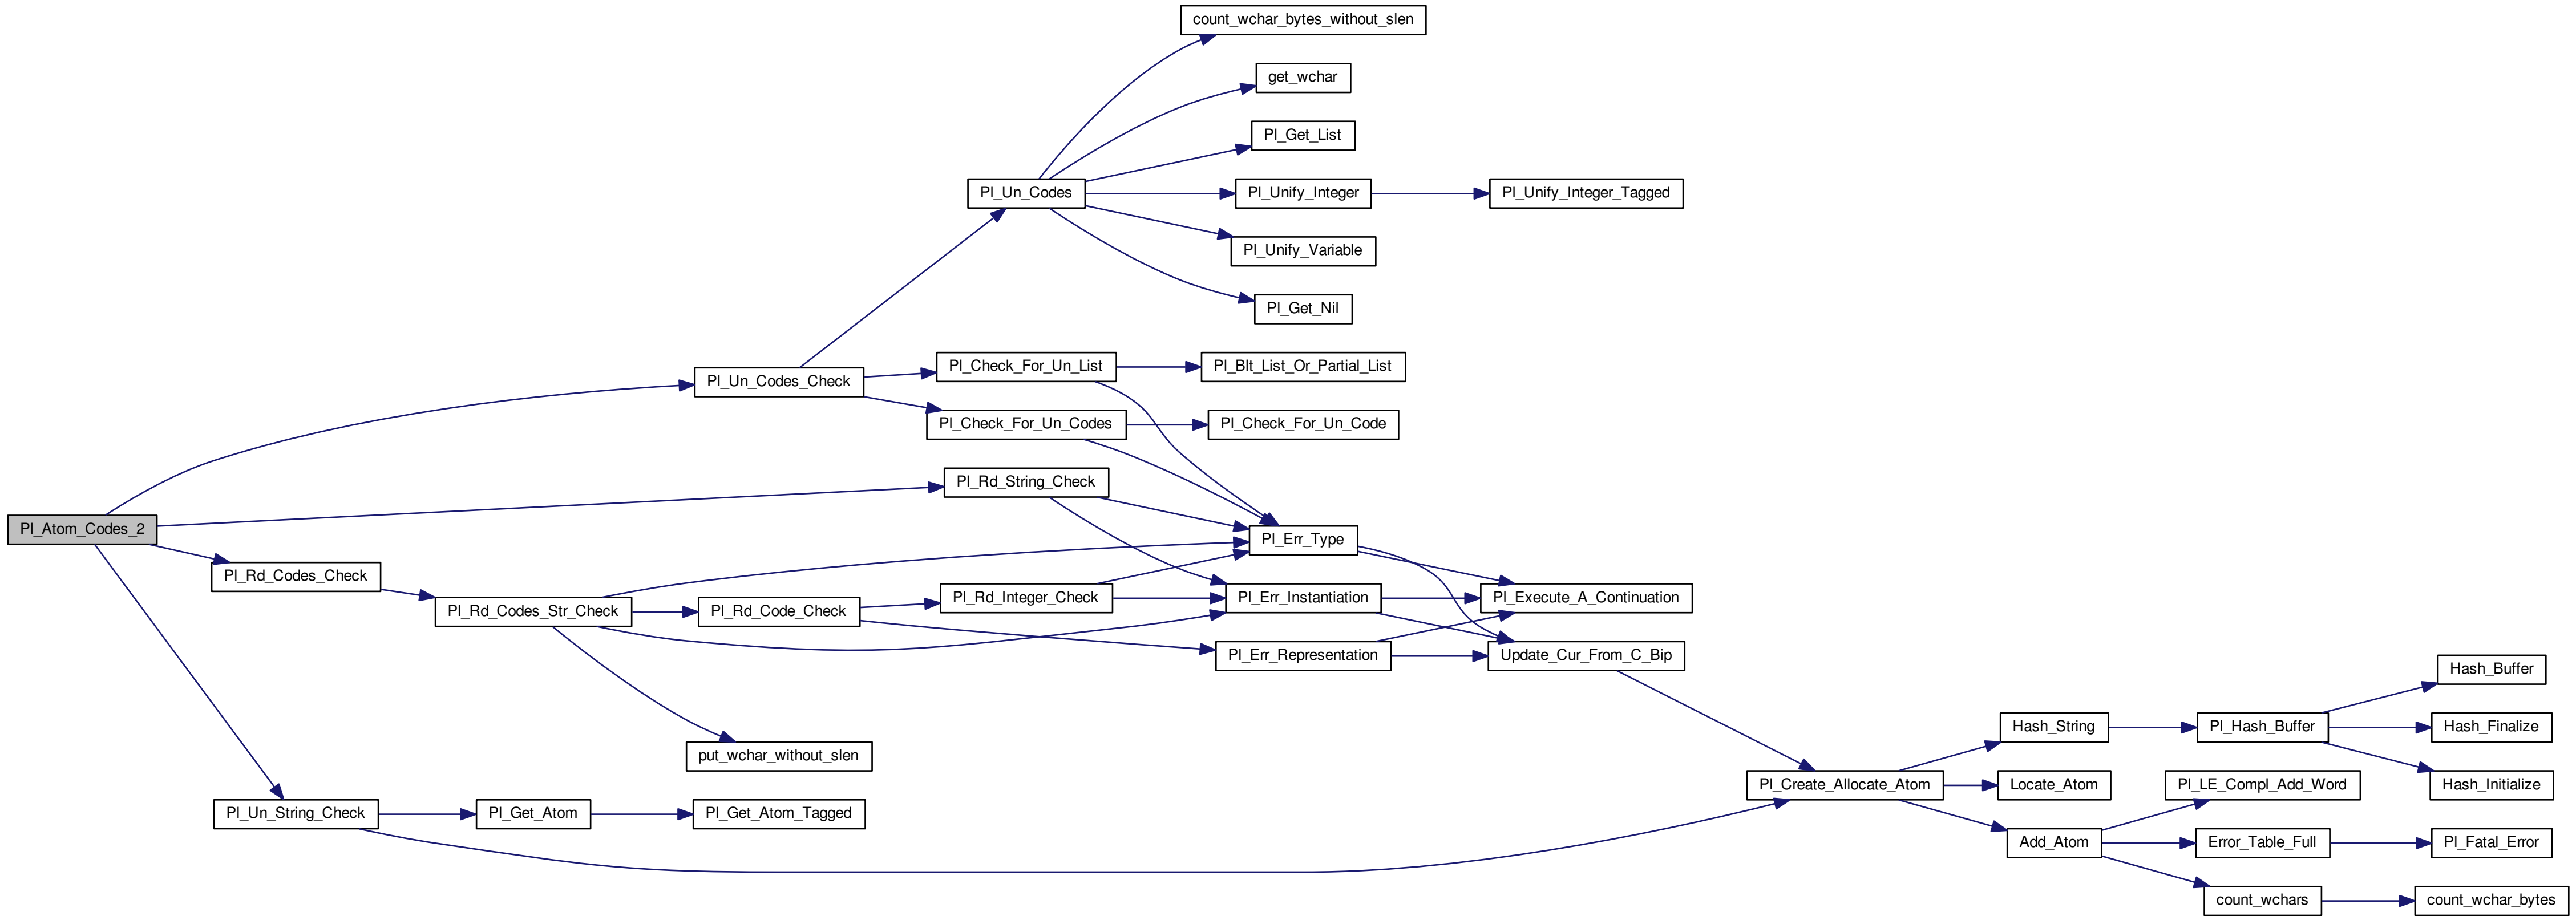 count_wchar_bytes_without_slen
get_wchar
Pl_Get_List
Pl_Un_Codes
Pl_Unify_Integer
Pl_Unify_Integer_Tagged
Pl_Unify_Variable
Pl_Get_Nil
Pl_Un_Codes_Check
Pl_Check_For_Un_List
Pl_Blt_List_Or_Partial_List
Pl_Check_For_Un_Codes
Pl_Check_For_Un_Code
Pl_Rd_String_Check
Pl_Atom_Codes_2
Pl_Err_Type
Pl_Rd_Codes_Check
Pl_Rd_Codes_Str_Check
Pl_Rd_Code_Check
Pl_Rd_Integer_Check
Pl_Err_Instantiation
Pl_Execute_A_Continuation
Pl_Err_Representation
Update_Cur_From_C_Bip
Hash_Buffer
Hash_String
Pl_Hash_Buffer
Hash_Finalize
put_wchar_without_slen
Pl_Create_Allocate_Atom
Locate_Atom
Pl_LE_Compl_Add_Word
Hash_Initialize
Pl_Un_String_Check
Pl_Get_Atom
Pl_Get_Atom_Tagged
Add_Atom
Error_Table_Full
Pl_Fatal_Error
count_wchars
count_wchar_bytes